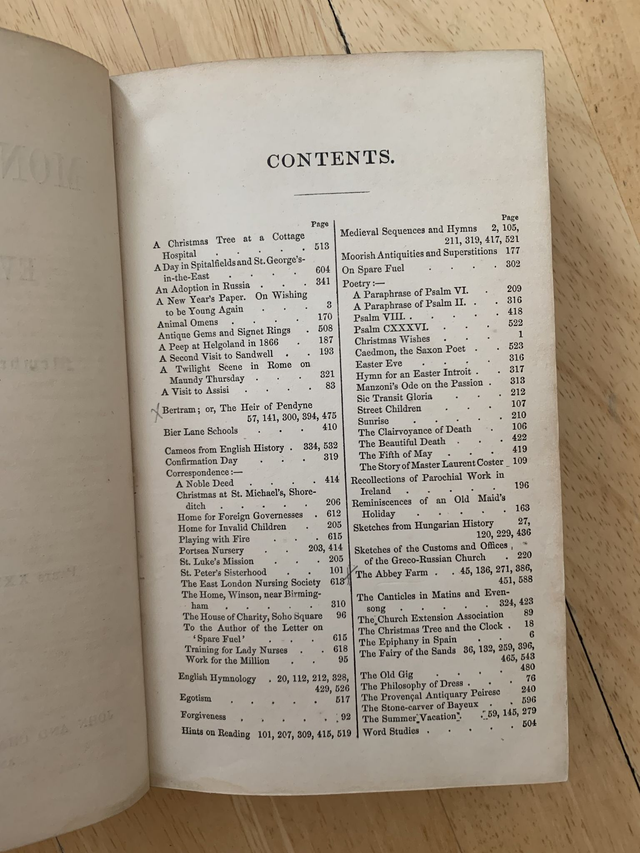 CONTENTS.
Page
A Christmas Tree at a Cottage
Hospital . . . . 513
A Day in Spitalfields and St. George's-
in-the-East . . . 604
An Adoption in Russia . . . 341
A New Year's Paper. On Wishing
to be Young Again . . 3
Animal Omens . . . . 170
Antique Gems and Signet Rings . 508
A Peep at Helgoland in 1866 . 187
A Second Visit to Sandwell . . 193
A Twilight Scene in Rome on
Maundy Thursday . . . 321
A Visit to Assisi . . . 83
Bertram; or, The Heir of Pendyne
57, 141, 300, 394, 475
Bier Lane Schools . . . 410
Cameos from English History . 334, 532
Confirmation Day . . . 319
Correspondence:—
A Noble Deed . . . 414
Christmas at St. Michael's, Shore-
ditch . . . . 206
Home for Foreign Governesses . 612
Home for Invalid Children . 205
Playing with Fire . . . 615
Portsea Nursery . . 203, 414
St. Luke's Mission . . . 205
St. Peter's Sisterhood . . 101
The East London Nursing Society 613
The Home, Winson, near Birming-
ham . . . . 310
The House of Charity, Soho Square 96
To the Author of the Letter on
'Spare Fuel' . . . 615
Training for Lady Nurses . . 618
Work for the Million . . 95
English Hymnology . 20, 112, 212, 328,
429, 526
Egotism . . . . 517
Forgiveness . . . . 92
Hints on Reading 101, 207, 309, 415, 519
Page
Medieval Sequences and Hymns 2, 105,
211, 319, 417, 521
Moorish Antiquities and Superstitions 177
On Spare Fuel . . . 302
Poetry:—
A Paraphrase of Psalm VI. . 209
A Paraphrase of Psalm II. . 316
Psalm VIII. . . . . 418
Psalm CXXXVI. . . . 522
Christmas Wishes . . . 1
Caedmon, the Saxon Poet . . 523
Easter Eve . . . . 316
Hymn for an Easter Introit . . 317
Manzoni's Ode on the Passion . 313
Sic Transit Gloria . . . 212
Street Children . . . 107
Sunrise . . . . 210
The Clairvoyance of Death . 106
The Beautiful Death . . 422
The Fifth of May . . . 419
The Story of Master Laurent Coster . 109
Recollections of Parochial Work in
Ireland . . . . 196
Reminiscences of an Old Maid's
Holiday . . . . 163
Sketches from Hungarian History 27,
120, 229, 436
Sketches of the Customs and Offices
of the Greco-Russian Church . 220
The Abbey Farm . . 45, 136, 271, 386,
451, 588
The Canticles in Matins and Even-
song . . . . 324, 423
The Church Extension Association 89
The Christmas Tree and the Clock . 18
The Epiphany in Spain . . 6
The Fairy of the Sands 36, 132, 259, 396,
465, 543
The Old Gig . . . . 480
The Philosophy of Dress . . 76
The Provençal Antiquary Peiresc 240
The Stone-carver of Bayeux . . 596
The Summer Vacation . . 59, 145, 279
Word Studies . . . . 504